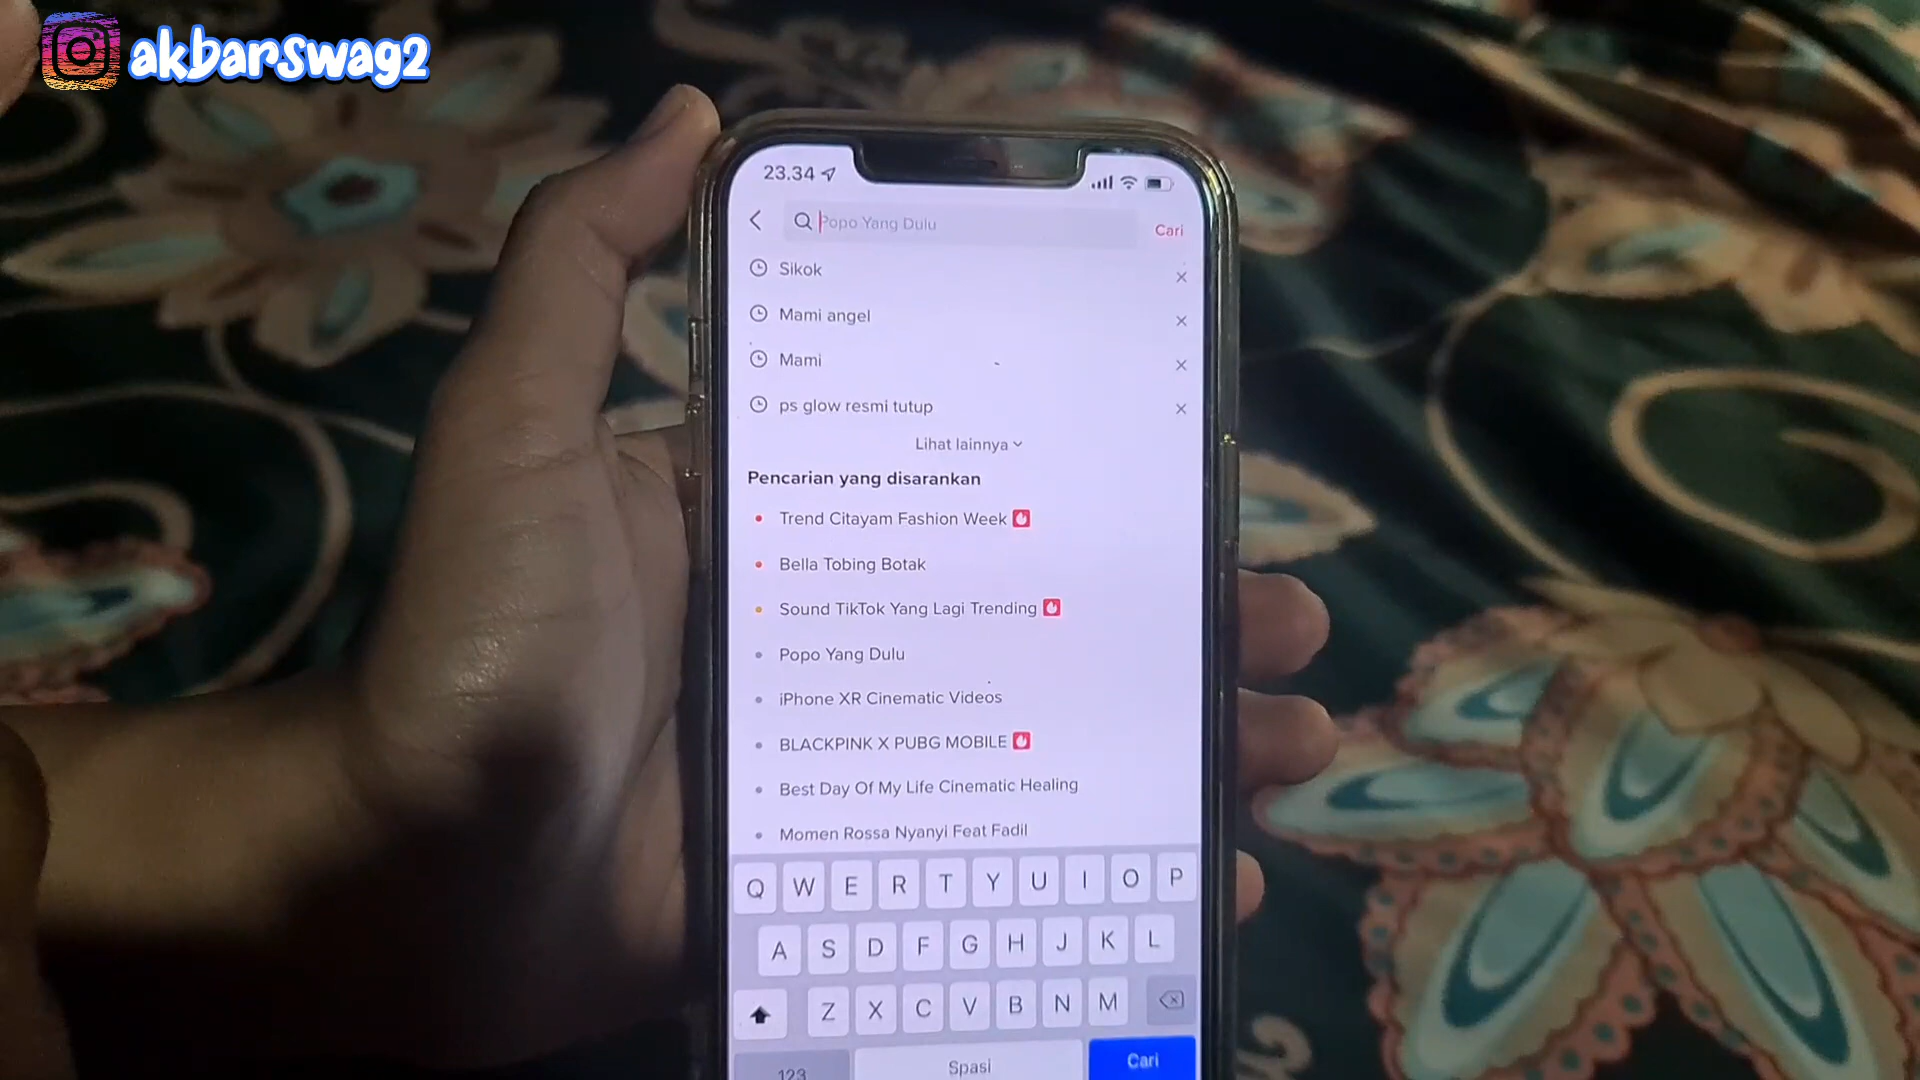 akbarswag2
23.34
Popo Yang Dulu
Cari
Sikok
Mami angel
Mami
ps glow resmi tutup
Lihat lainnya
Pencarian yang disarankan
Trend Citayam Fashion Week
Bella Tobing Botak
Sound TikTok Yang Lagi Trending
Popo Yang Dulu
iPhone XR Cinematic Videos
BLACKPINK X PUBG MOBILE
Best Day Of My Life Cinematic Healing
Momen Rossa Nyanyi Feat Fadil
Q W E R T Y U I O P
A S D F G H J K L
Z X C V B N M
123 Spasi Cari